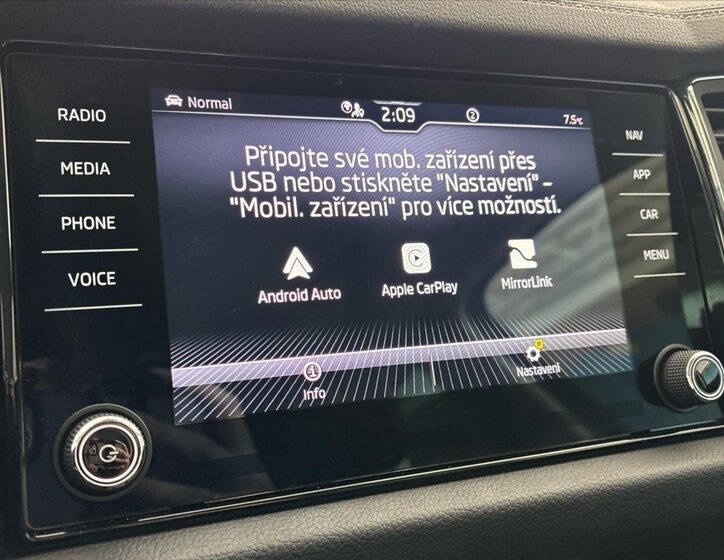 RADIO
MEDIA
PHONE
VOICE
Normal
2:09
2
7.5°C
Připojte své mob. zařízení přes
USB nebo stiskněte "Nastavení" –
"Mobil. zařízení" pro více možností.
Android Auto
Apple CarPlay
MirrorLink
Info
Nastavení
NAV
APP
CAR
MENU